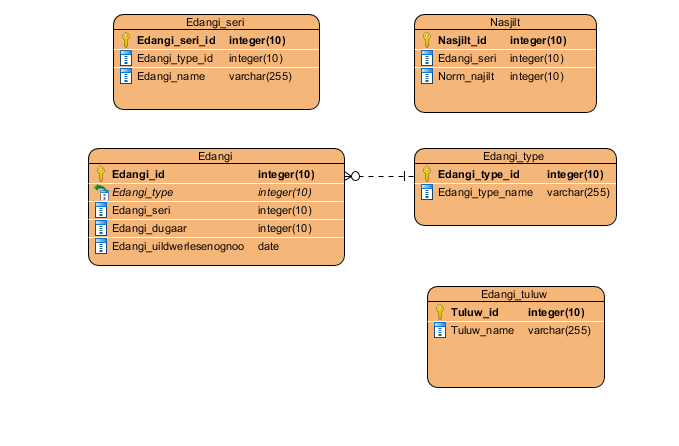 Edangi_seri
Edangi_seri_id integer(10)
Edangi_type_id integer(10)
Edangi_name varchar(255)
Nasjilt
Nasjilt_id integer(10)
Edangi_seri integer(10)
Norm_najilt integer(10)
Edangi
Edangi_id integer(10)
Edangi_type integer(10)
Edangi_seri integer(10)
Edangi_dugaar integer(10)
Edangi_uildwerlesenognoo date
Edangi_type
Edangi_type_id integer(10)
Edangi_type_name varchar(255)
Edangi_tuluw
Tuluw_id integer(10)
Tuluw_name varchar(255)